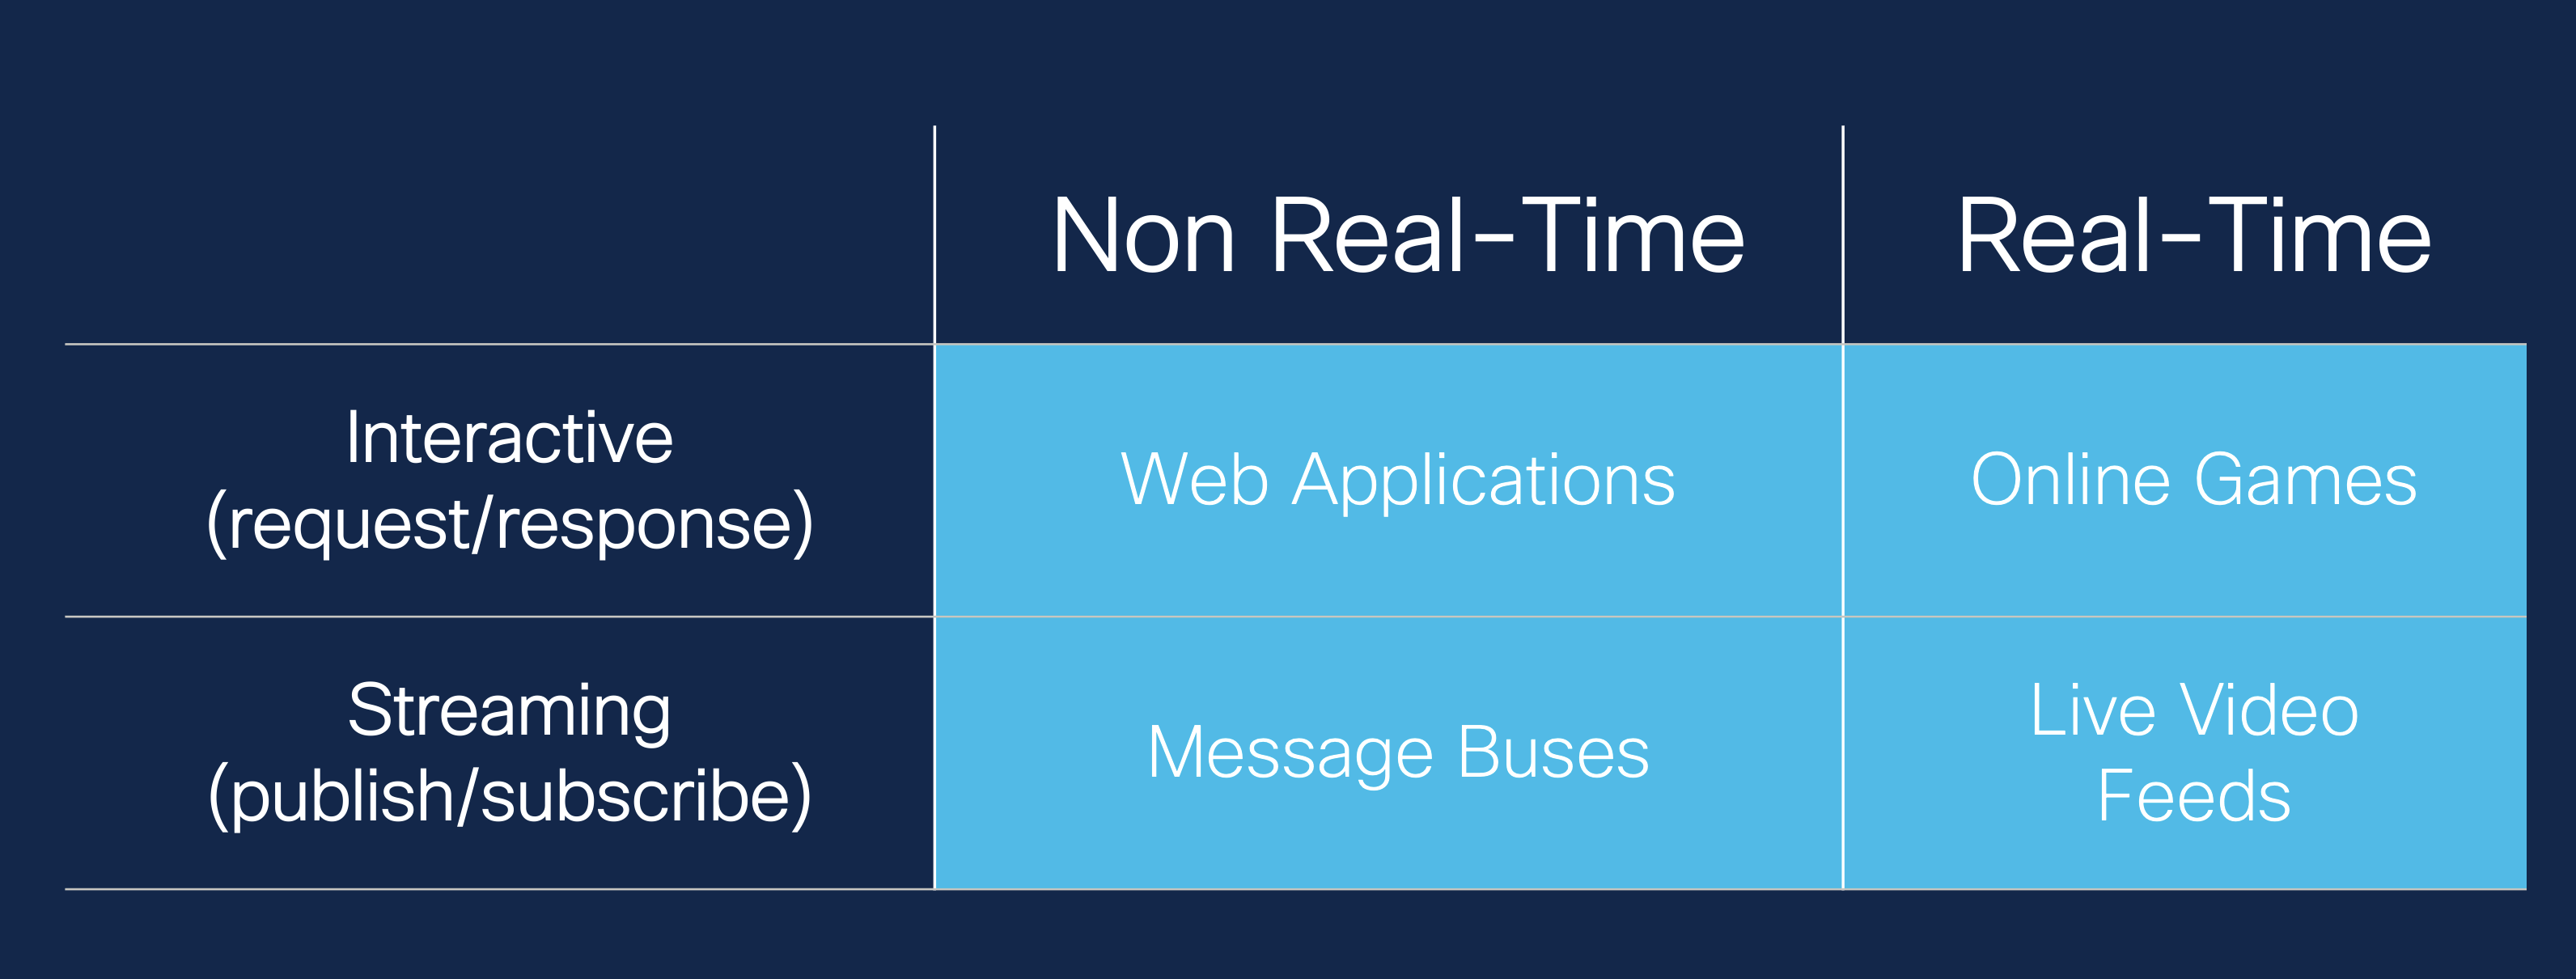 Non Real-Time
Real-Time
Interactive
(request/response)
Web Applications
Online Games
Streaming
(publish/subscribe)
Message Buses
Live Video
Feeds